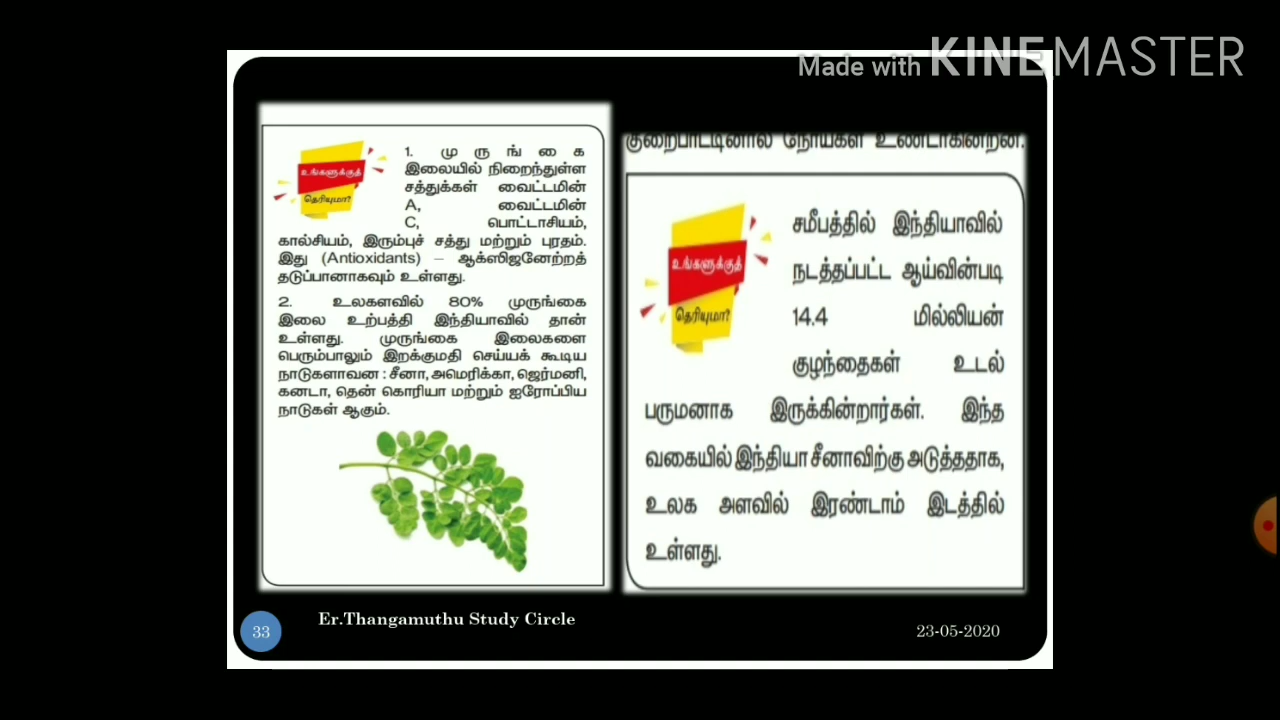 Made with KINEMASTER
உங்களுக்குத்
தெரியுமா?
1. முருங்கை
இலையில் நிறைந்துள்ள
சத்துக்கள் வைட்டமின்
A, வைட்டமின்
C, பொட்டாசியம்,
கால்சியம், இரும்புச் சத்து மற்றும் புரதம்.
இது (Antioxidants) – ஆக்ஸிஜனேற்றத்
தடுப்பானாகவும் உள்ளது.
2. உலகளவில் 80% முருங்கை
இலை உற்பத்தி இந்தியாவில் தான்
உள்ளது. முருங்கை இலைகளை
பெரும்பாலும் இறக்குமதி செய்யக் கூடிய
நாடுகளாவன : சீனா, அமெரிக்கா, ஜெர்மனி,
கனடா, தென் கொரியா மற்றும் ஐரோப்பிய
நாடுகள் ஆகும்.
குறைபாட்டினால் நோய்கள் உண்டாகின்றன.
உங்களுக்குத்
தெரியுமா?
சமீபத்தில் இந்தியாவில்
நடத்தப்பட்ட ஆய்வின்படி
14.4 மில்லியன்
குழந்தைகள் உடல்
பருமனாக இருக்கின்றார்கள். இந்த
வகையில் இந்தியா சீனாவிற்கு அடுத்ததாக,
உலக அளவில் இரண்டாம் இடத்தில்
உள்ளது.
33
Er.Thangamuthu Study Circle
23-05-2020